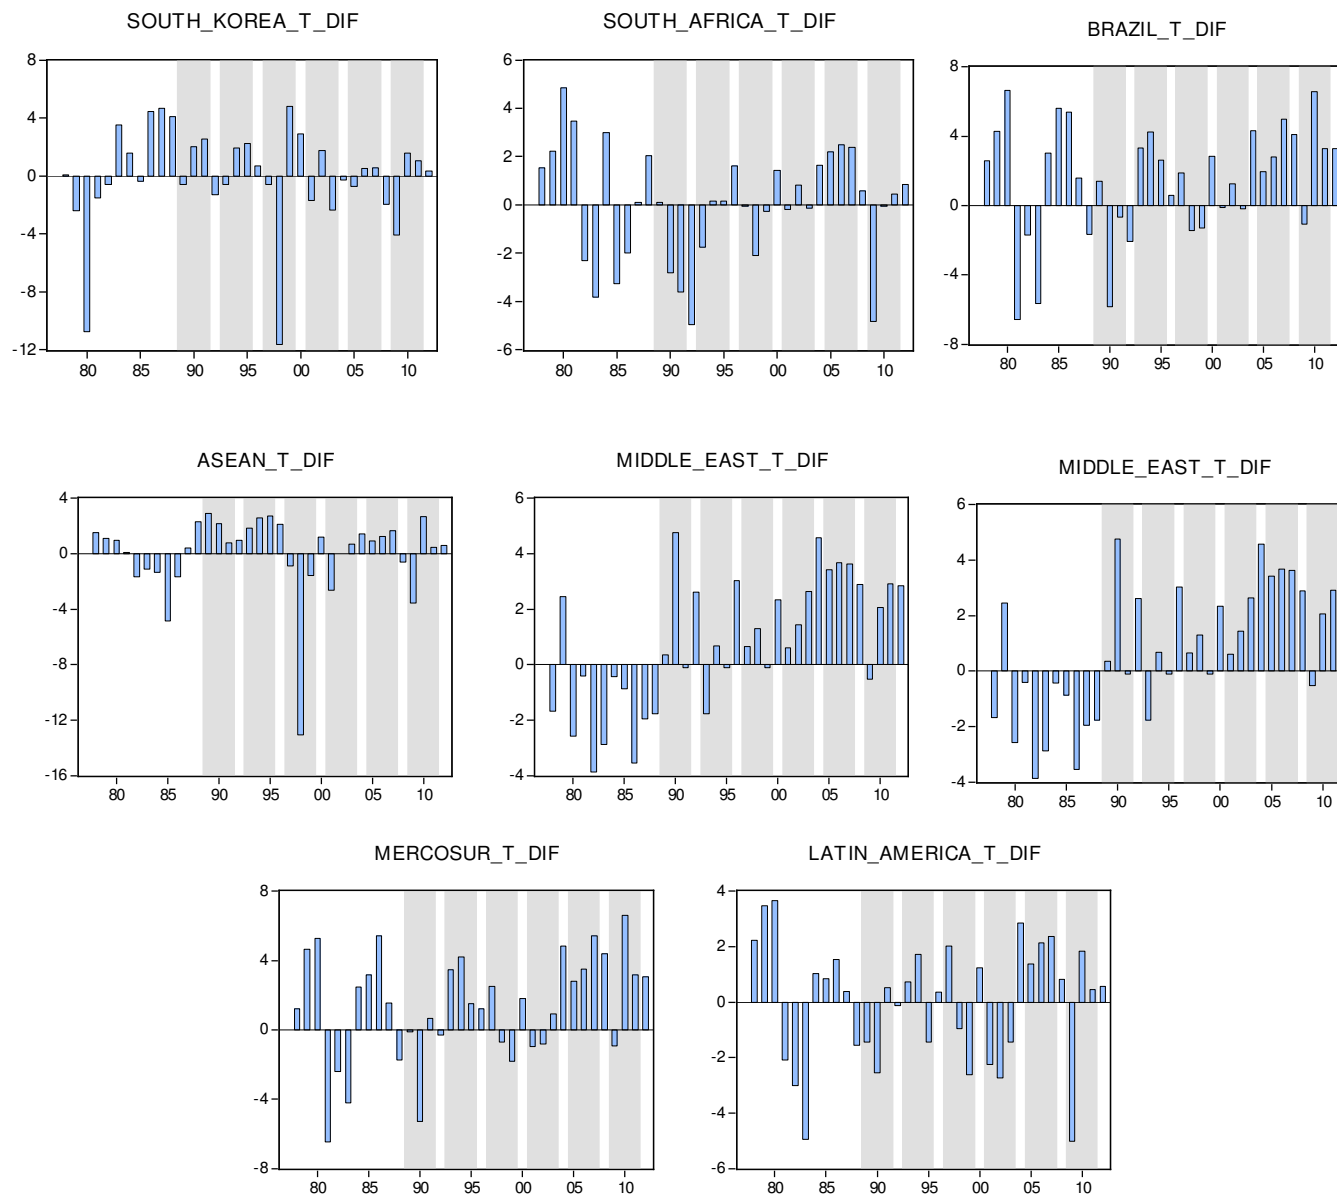 SOUTH_KOREA_T_DIF
SOUTH_AFRICA_T_DIF
BRAZIL_T_DIF
8
4
0
-4
-8
-12
80 85 90 95 00 05 10
6
4
2
0
-2
-4
-6
80 85 90 95 00 05 10
8
4
0
-4
-8
80 85 90 95 00 05 10
ASEAN_T_DIF
MIDDLE_EAST_T_DIF
MIDDLE_EAST_T_DIF
4
0
-4
-8
-12
-16
80 85 90 95 00 05 10
6
4
2
0
-2
-4
80 85 90 95 00 05 10
6
4
2
0
-2
-4
80 85 90 95 00 05 10
MERCOSUR_T_DIF
LATIN_AMERICA_T_DIF
8
4
0
-4
-8
80 85 90 95 00 05 10
4
2
0
-2
-4
-6
80 85 90 95 00 05 10